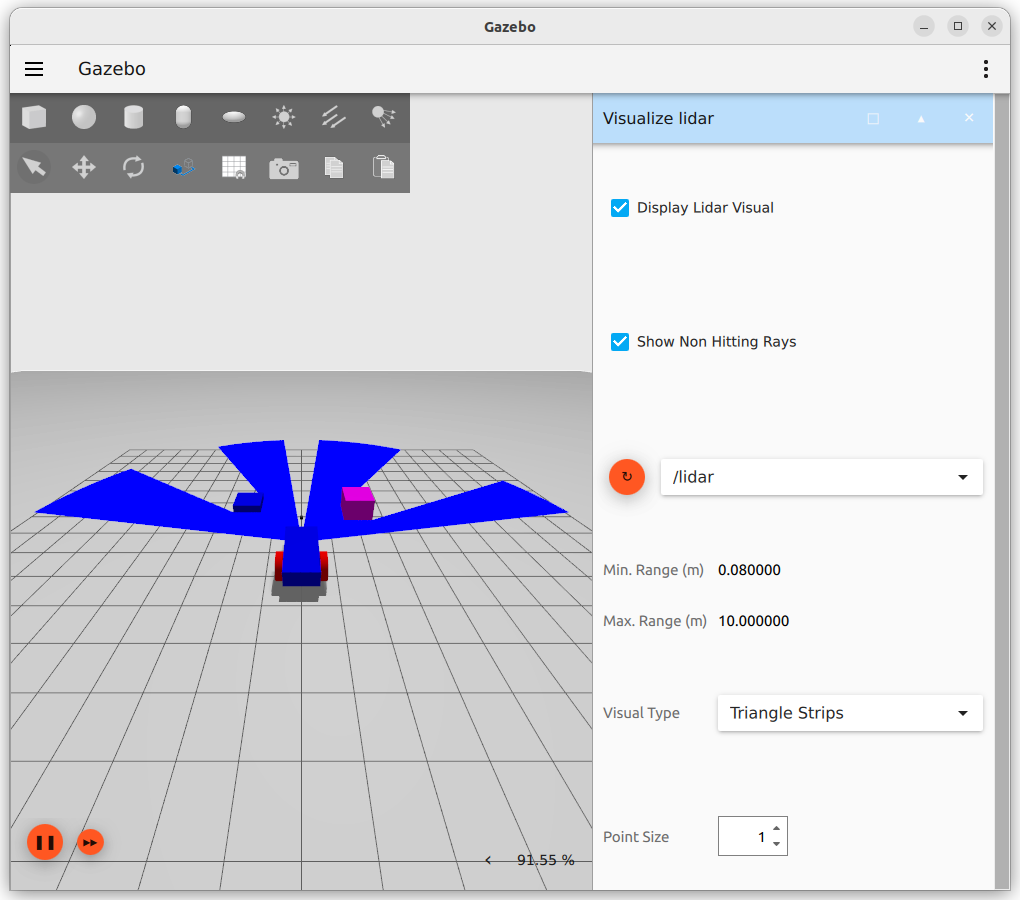 Gazebo
Gazebo
Visualize lidar
Display Lidar Visual
Show Non Hitting Rays
/lidar
Min. Range (m) 0.080000
Max. Range (m) 10.000000
Visual Type Triangle Strips
Point Size 1
91.55 %